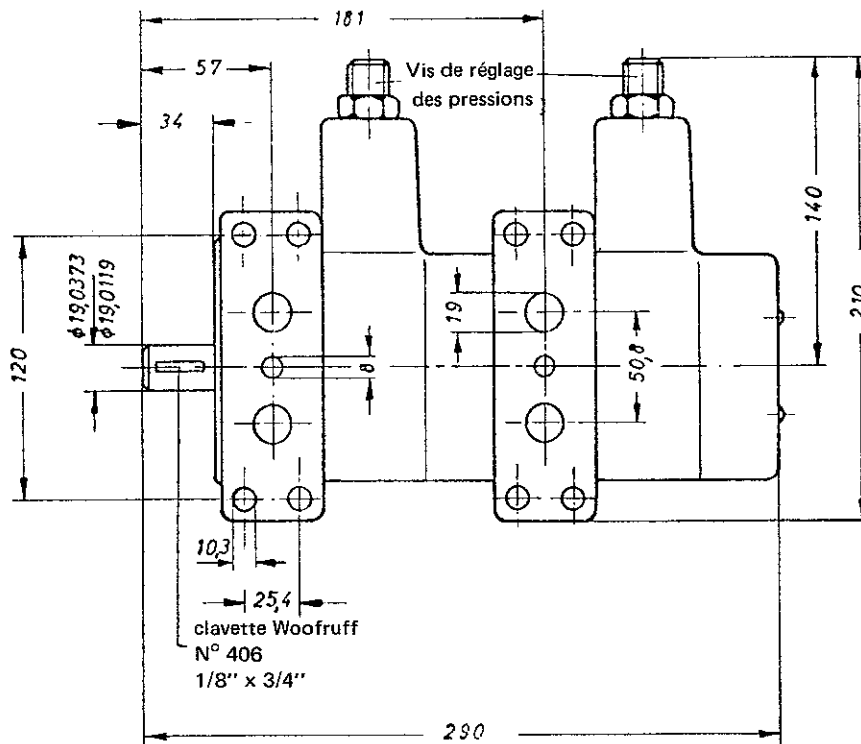 181
57
Vis de réglage
des pressions
34
140
ϕ19,0373
ϕ19,0119
120
19
8
50,8
210
10,3
25,4
clavette Woofruff
N° 406
1/8" x 3/4"
290